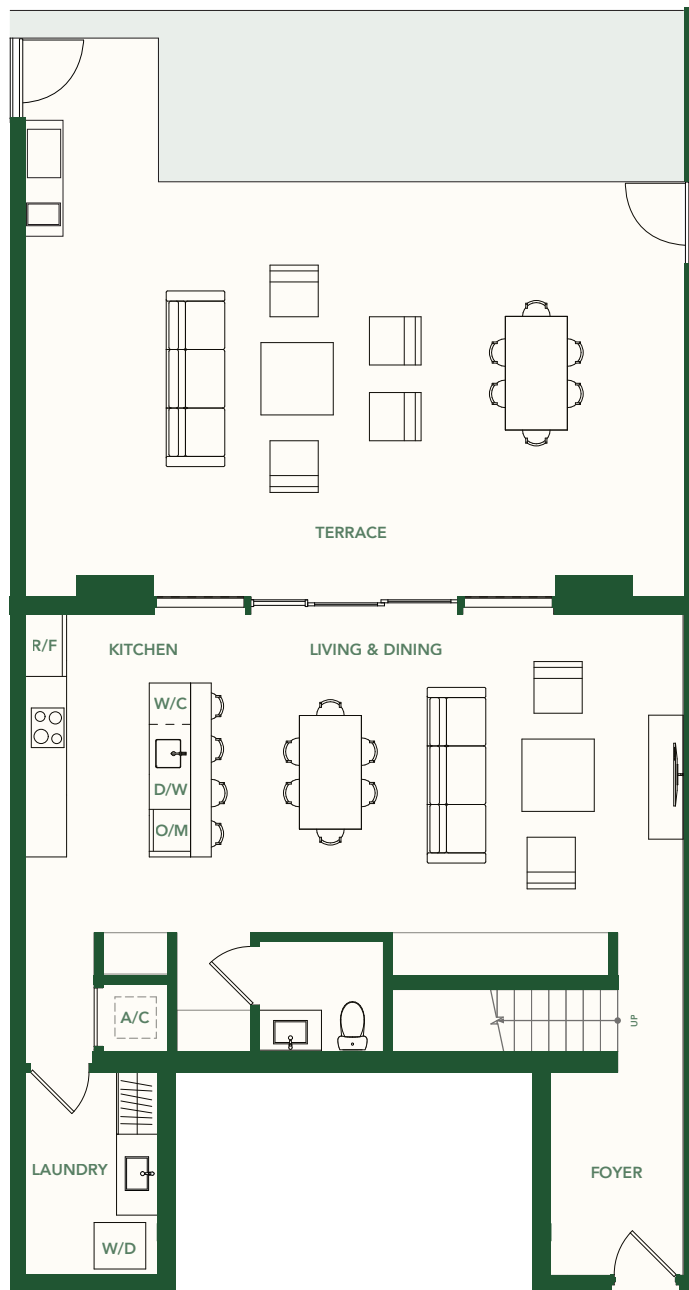 TERRACE
R/F
KITCHEN
LIVING & DINING
W/C
D/W
O/M
A/C
UP
LAUNDRY
FOYER
W/D